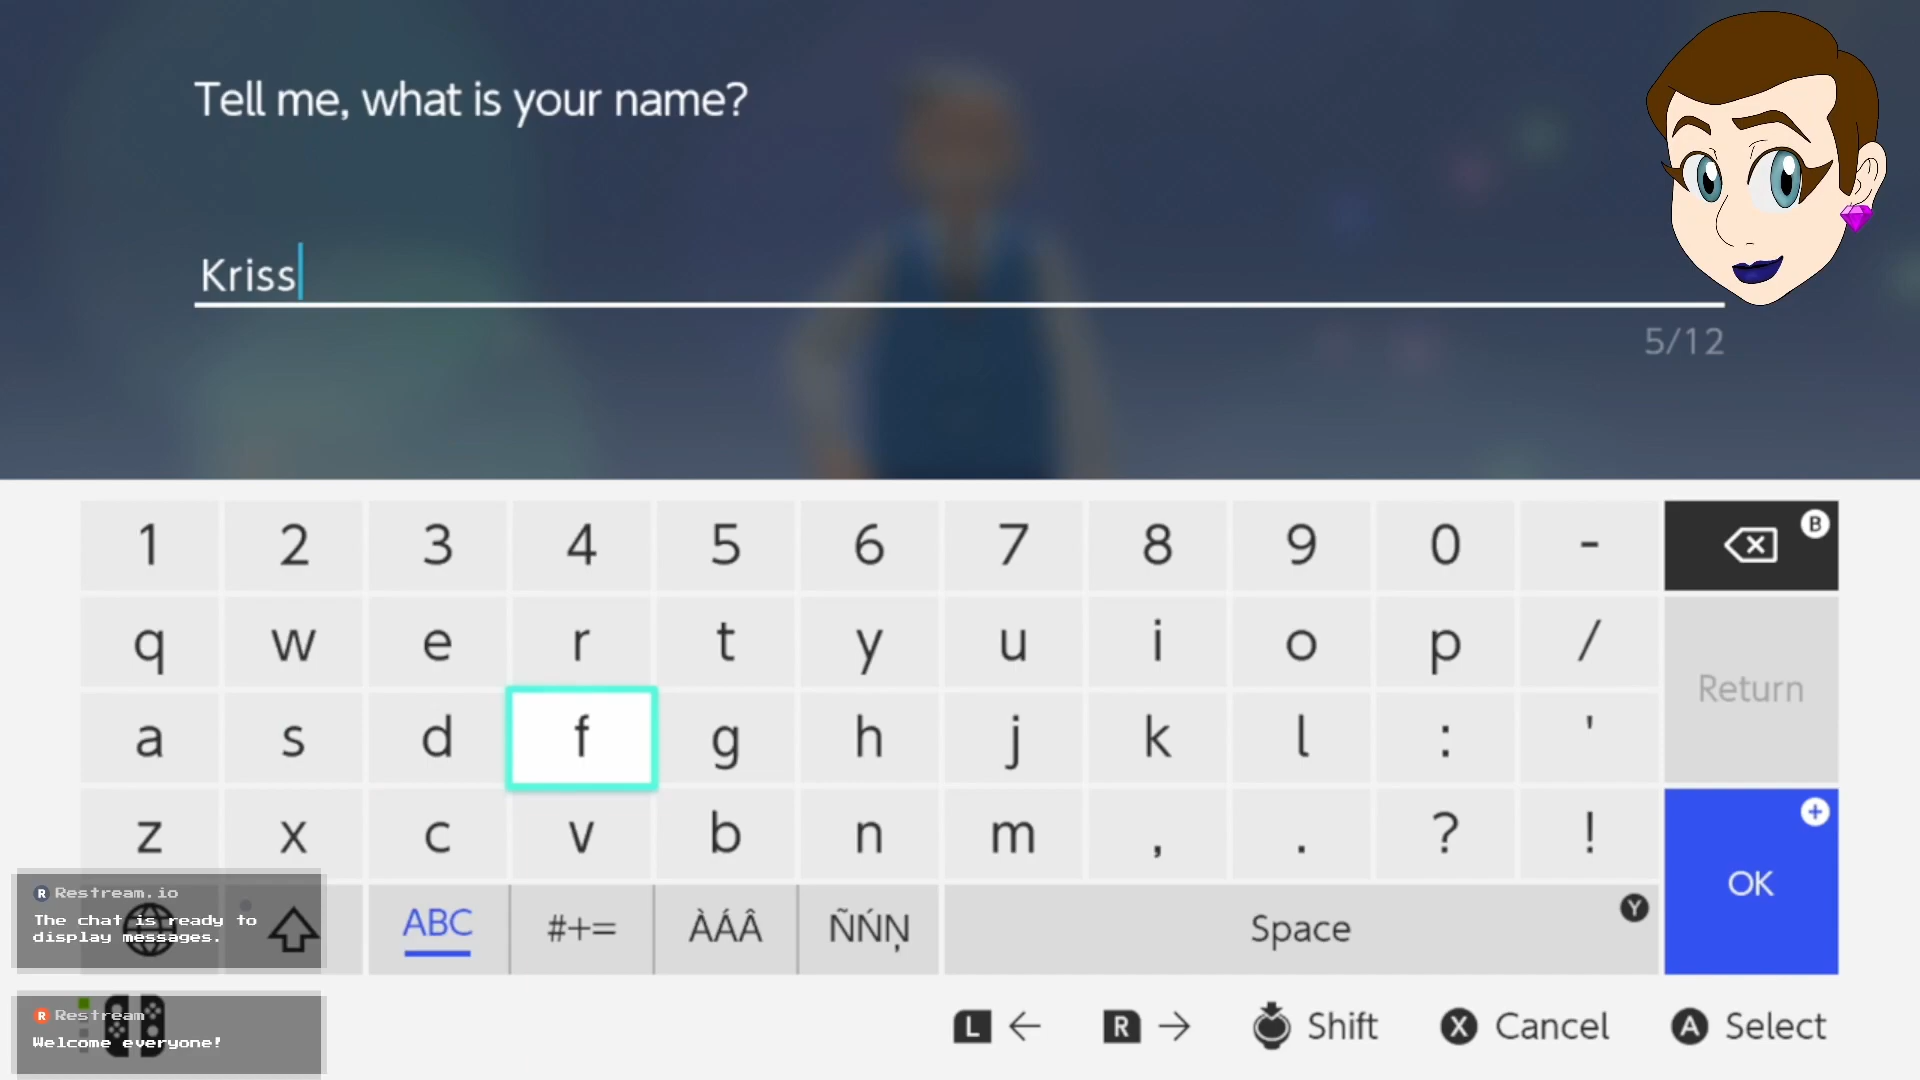 Tell me, what is your name?
Kriss
5/12
1 2 3 4 5 6 7 8 9 0 - B
q w e r t y u i o p / Return
a s d f g h j k l : '
z x c v b n m , . ? ! + OK
ABC #+= ÀÁÂ ÑŃŅ Space Y
R Restream.io
The chat is ready to
display messages.
R Restream
Welcome everyone!
L ← R → Shift X Cancel A Select